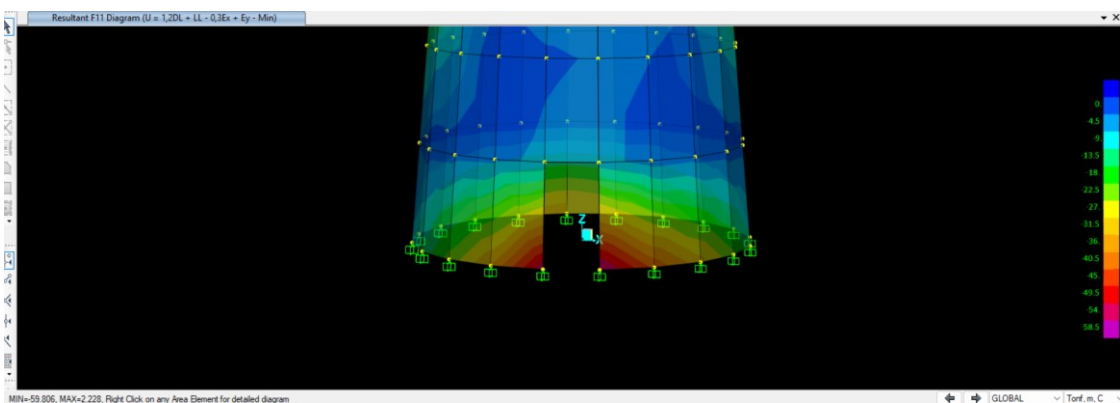 Resultant F11 Diagram (U = 1,2DL + LL - 0,3Ex + Ey - Min)
0.
-4.5
-9.
-13.5
-18.
-22.5
-27.
-31.5
-36.
-40.5
-45.
-49.5
-54.
-58.5
Z
X
MIN=-59.806, MAX=2.228, Right Click on any Area Element for detailed diagram
GLOBAL
Tonf, m, C